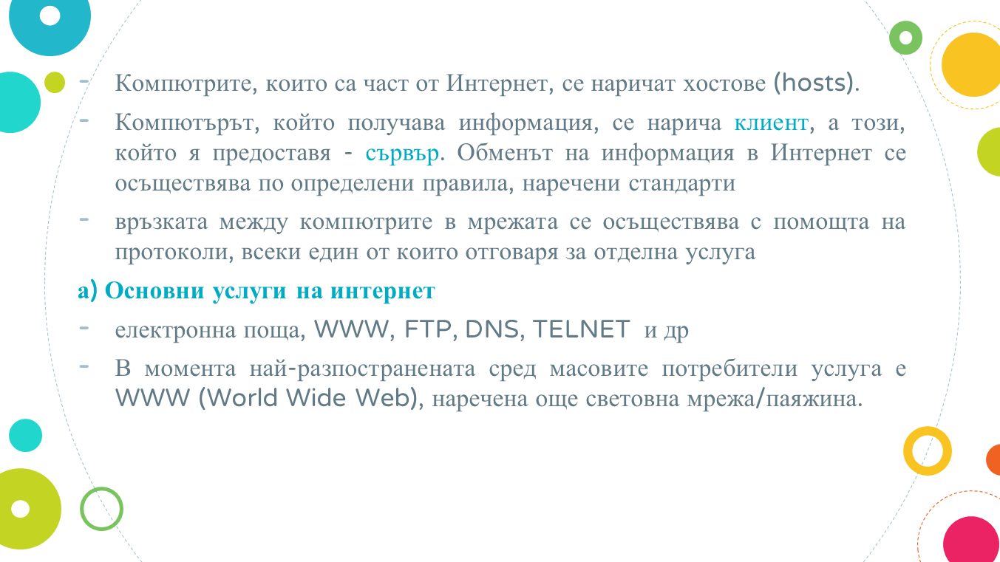 - Компютрите, които са част от Интернет, се наричат хостове (hosts).
- Компютърът, който получава информация, се нарича клиент, а този,
който я предоставя - сървър. Обменът на информация в Интернет се
осъществява по определени правила, наречени стандарти
- връзката между компютрите в мрежата се осъществява с помощта на
протоколи, всеки един от които отговаря за отделна услуга
а) Основни услуги на интернет
- електронна поща, WWW, FTP, DNS, TELNET и др
- В момента най-разпостранената сред масовите потребители услуга е
WWW (World Wide Web), наречена още световна мрежа/паяжина.